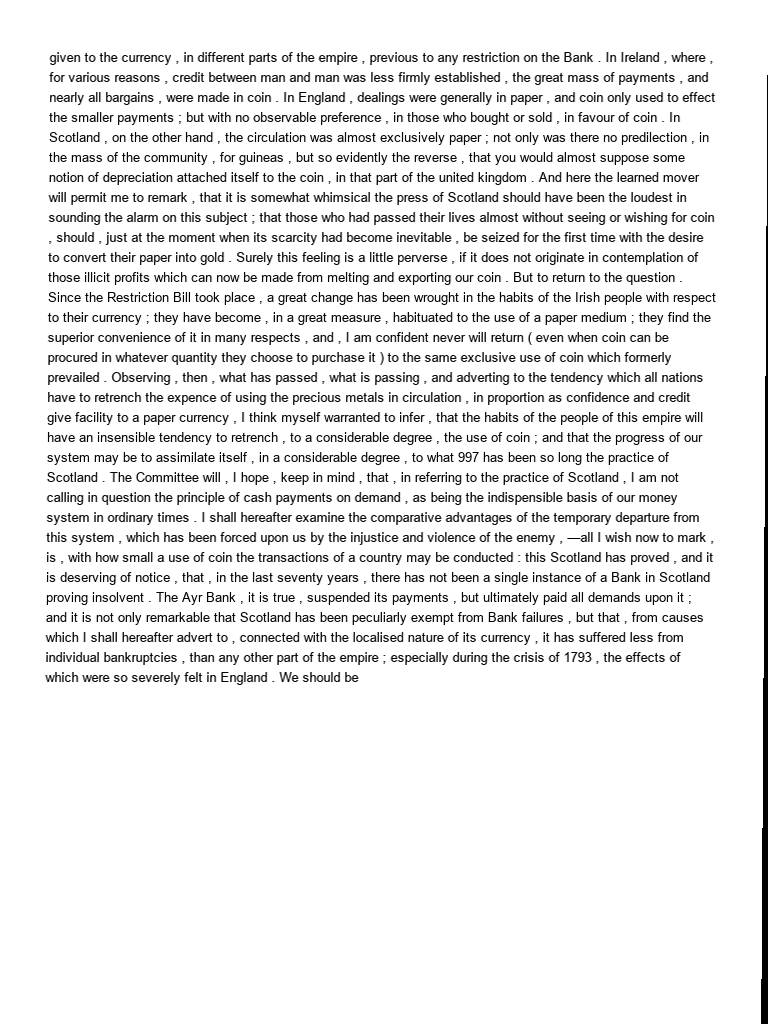 given to the currency , in different parts of the empire , previous to any restriction on the Bank . In Ireland , where ,
for various reasons , credit between man and man was less firmly established , the great mass of payments , and
nearly all bargains , were made in coin . In England , dealings were generally in paper , and coin only used to effect
the smaller payments ; but with no observable preference , in those who bought or sold , in favour of coin . In
Scotland , on the other hand , the circulation was almost exclusively paper ; not only was there no predilection , in
the mass of the community , for guineas , but so evidently the reverse , that you would almost suppose some
notion of depreciation attached itself to the coin , in that part of the united kingdom . And here the learned mover
will permit me to remark , that it is somewhat whimsical the press of Scotland should have been the loudest in
sounding the alarm on this subject ; that those who had passed their lives almost without seeing or wishing for coin
, should , just at the moment when its scarcity had become inevitable , be seized for the first time with the desire
to convert their paper into gold . Surely this feeling is a little perverse , if it does not originate in contemplation of
those illicit profits which can now be made from melting and exporting our coin . But to return to the question .
Since the Restriction Bill took place , a great change has been wrought in the habits of the Irish people with respect
to their currency ; they have become , in a great measure , habituated to the use of a paper medium ; they find the
superior convenience of it in many respects , and , I am confident never will return ( even when coin can be
procured in whatever quantity they choose to purchase it ) to the same exclusive use of coin which formerly
prevailed . Observing , then , what has passed , what is passing , and adverting to the tendency which all nations
have to retrench the expence of using the precious metals in circulation , in proportion as confidence and credit
give facility to a paper currency , I think myself warranted to infer , that the habits of the people of this empire will
have an insensible tendency to retrench , to a considerable degree , the use of coin ; and that the progress of our
system may be to assimilate itself , in a considerable degree , to what 997 has been so long the practice of
Scotland . The Committee will , I hope , keep in mind , that , in referring to the practice of Scotland , I am not
calling in question the principle of cash payments on demand , as being the indispensible basis of our money
system in ordinary times . I shall hereafter examine the comparative advantages of the temporary departure from
this system , which has been forced upon us by the injustice and violence of the enemy , —all I wish now to mark ,
is , with how small a use of coin the transactions of a country may be conducted : this Scotland has proved , and it
is deserving of notice , that , in the last seventy years , there has not been a single instance of a Bank in Scotland
proving insolvent . The Ayr Bank , it is true , suspended its payments , but ultimately paid all demands upon it ;
and it is not only remarkable that Scotland has been peculiarly exempt from Bank failures , but that , from causes
which I shall hereafter advert to , connected with the localised nature of its currency , it has suffered less from
individual bankruptcies , than any other part of the empire ; especially during the crisis of 1793 , the effects of
which were so severely felt in England . We should be